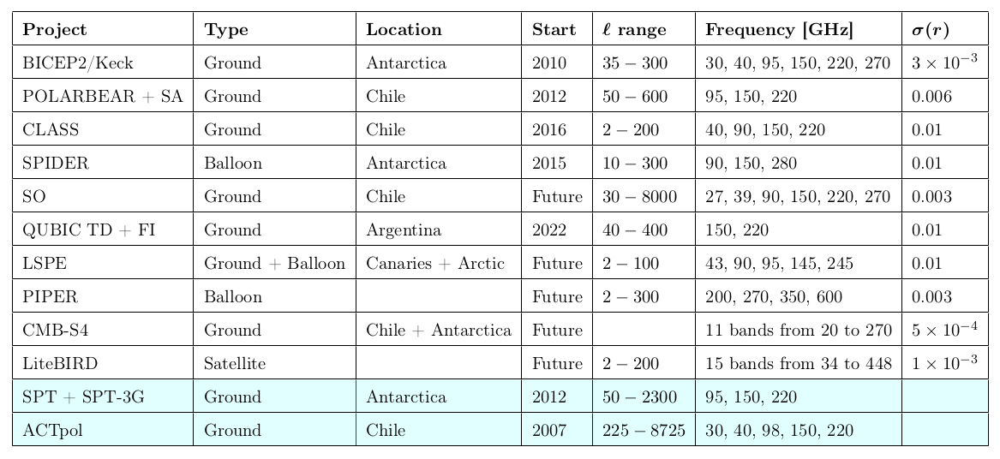 Project Type Location Start ℓ range Frequency [GHz] σ(r)
BICEP2/Keck Ground Antarctica 2010 35 − 300 30, 40, 95, 150, 220, 270 3 × 10⁻³
POLARBEAR + SA Ground Chile 2012 50 − 600 95, 150, 220 0.006
CLASS Ground Chile 2016 2 − 200 40, 90, 150, 220 0.01
SPIDER Balloon Antarctica 2015 10 − 300 90, 150, 280 0.01
SO Ground Chile Future 30 − 8000 27, 39, 90, 150, 220, 270 0.003
QUBIC TD + FI Ground Argentina 2022 40 − 400 150, 220 0.01
LSPE Ground + Balloon Canaries + Arctic Future 2 − 100 43, 90, 95, 145, 245 0.01
PIPER Balloon Future 2 − 300 200, 270, 350, 600 0.003
CMB-S4 Ground Chile + Antarctica Future 11 bands from 20 to 270 5 × 10⁻⁴
LiteBIRD Satellite Future 2 − 200 15 bands from 34 to 448 1 × 10⁻³
SPT + SPT-3G Ground Antarctica 2012 50 − 2300 95, 150, 220
ACTpol Ground Chile 2007 225 − 8725 30, 40, 98, 150, 220